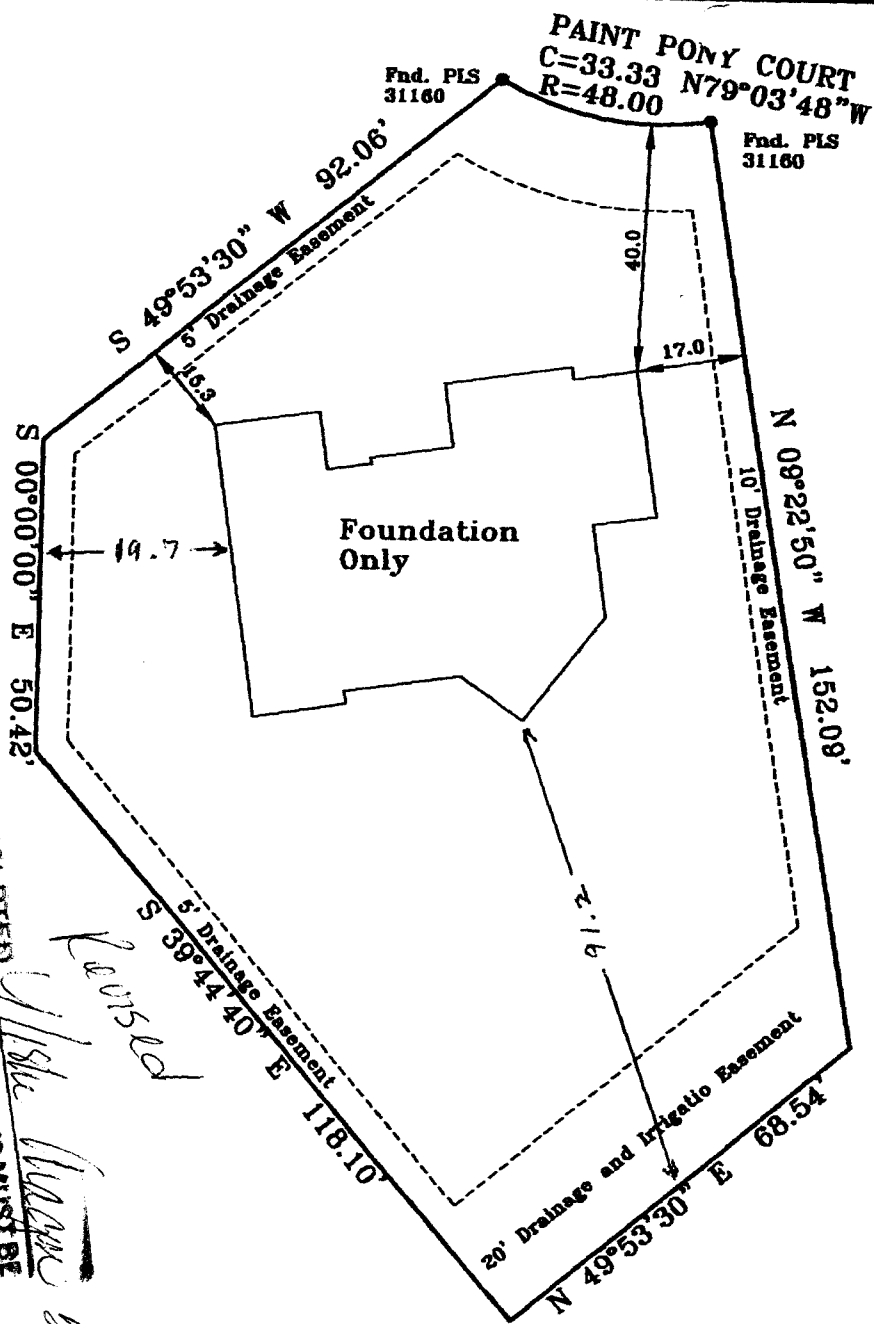 PAINT PONY COURT
C=33.33 N79°03'48"W
R=48.00
Fnd. PLS
31160
Fnd. PLS
31160
S 49°53'30" W 92.06'
5' Drainage Easement
40.0
17.0
15.3
N 09°22'50" W 152.09'
10' Drainage Easement
Foundation
Only
S 00°00'00" E 50.42'
19.7
61.2
5' Drainage Easement
S 39°44'40" E 118.10'
20' Drainage and Irrigatio Easement
N 49°53'30" E 68.54'
Revised
MUST BE